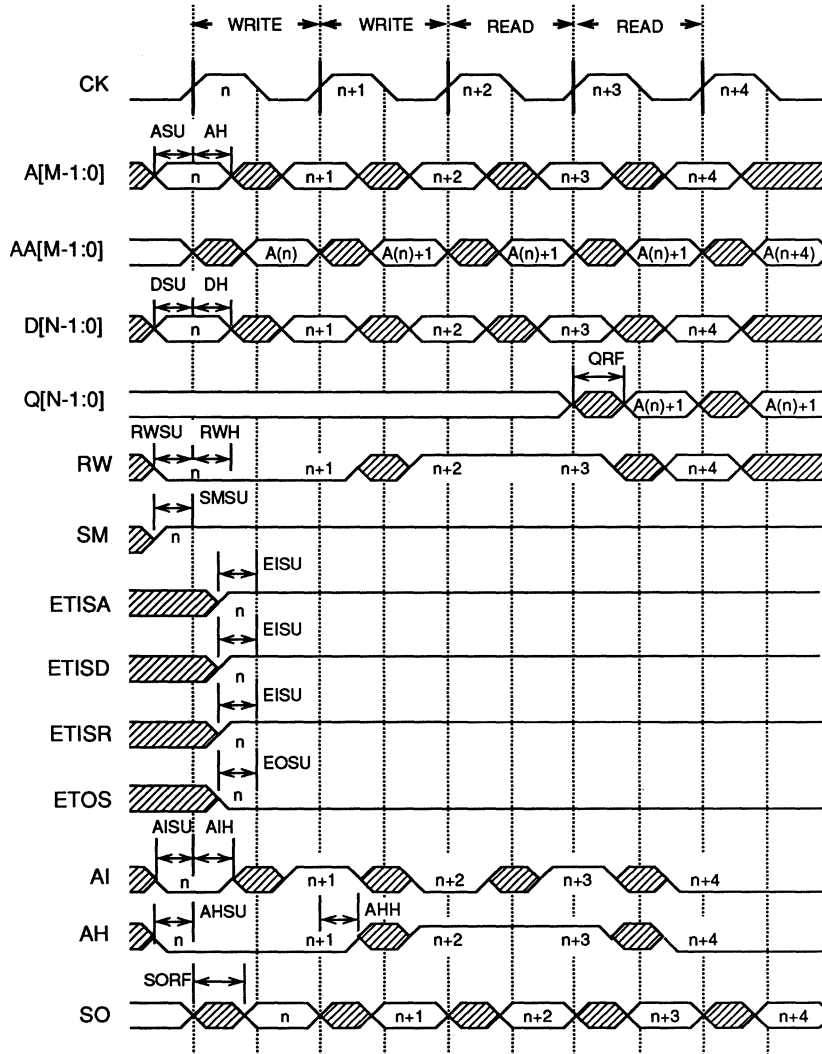 WRITE WRITE READ READ
CK n n+1 n+2 n+3 n+4
ASU AH
A[M-1:0] n n+1 n+2 n+3 n+4
AA[M-1:0] A(n) A(n)+1 A(n)+1 A(n)+1 A(n+4)
DSU DH
D[N-1:0] n n+1 n+2 n+3 n+4
QRF
Q[N-1:0] A(n)+1 A(n)+1
RWSU RWH
RW n n+1 n+2 n+3 n+4
SMSU
SM n
EISU
ETISA n
EISU
ETISD n
EISU
ETISR n
EOSU
ETOS n
AISU AIH
AI n n+1 n+2 n+3 n+4
AHSU AHH
AH n n+1 n+2 n+3 n+4
SORF
SO n n+1 n+2 n+3 n+4